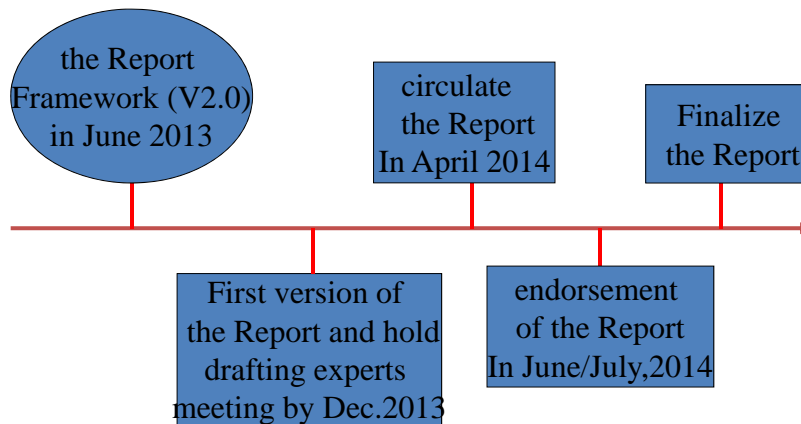 the Report
Framework (V2.0)
in June 2013
circulate
the Report
In April 2014
Finalize
the Report
First version of
the Report and hold
drafting experts
meeting by Dec.2013
endorsement
of the Report
In June/July,2014